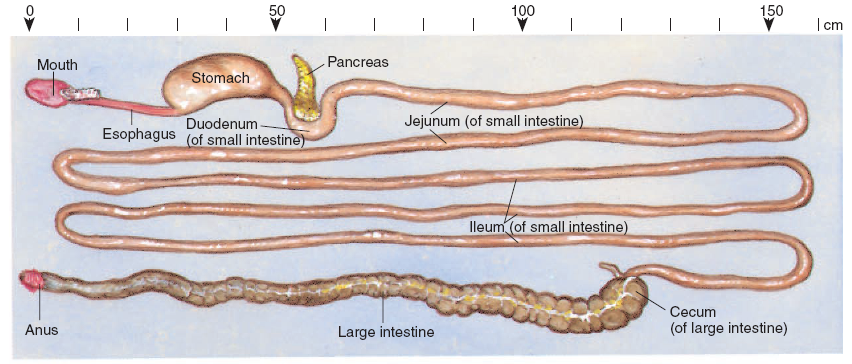 0 50 100 150
cm
Mouth
Stomach
Pancreas
Esophagus
Duodenum
(of small intestine)
Jejunum (of small intestine)
Ileum (of small intestine)
Cecum
(of large intestine)
Anus
Large intestine